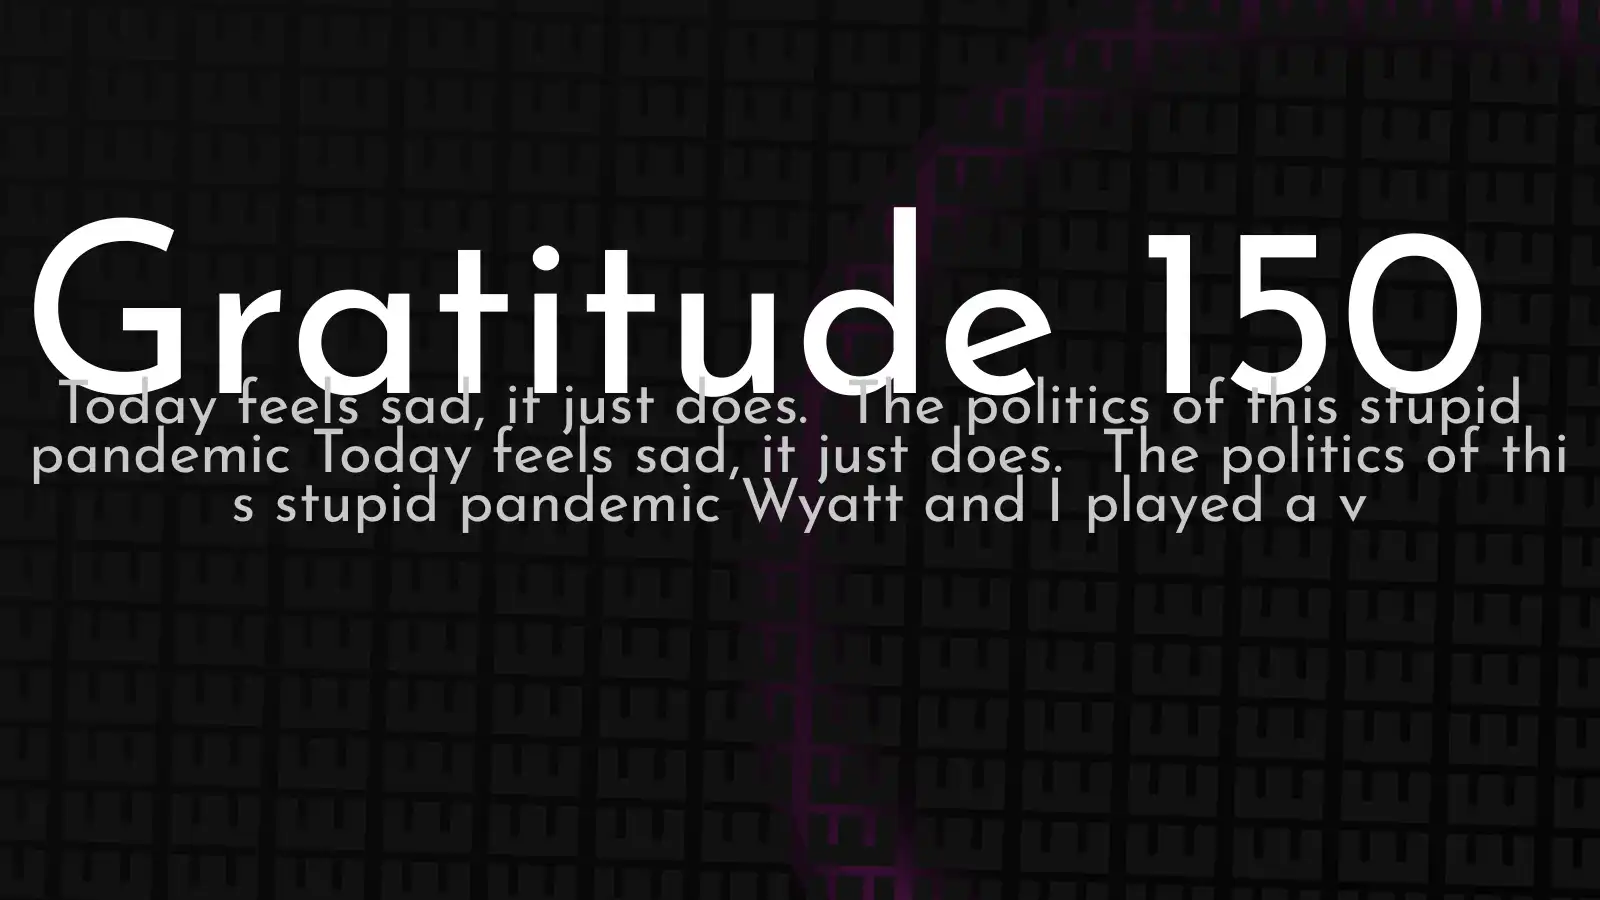 Gratitude 150
Today feels sad, it just does.  The politics of this stupid
pandemic Today feels sad, it just does.  The politics of thi
s stupid pandemic Wyatt and I played a v